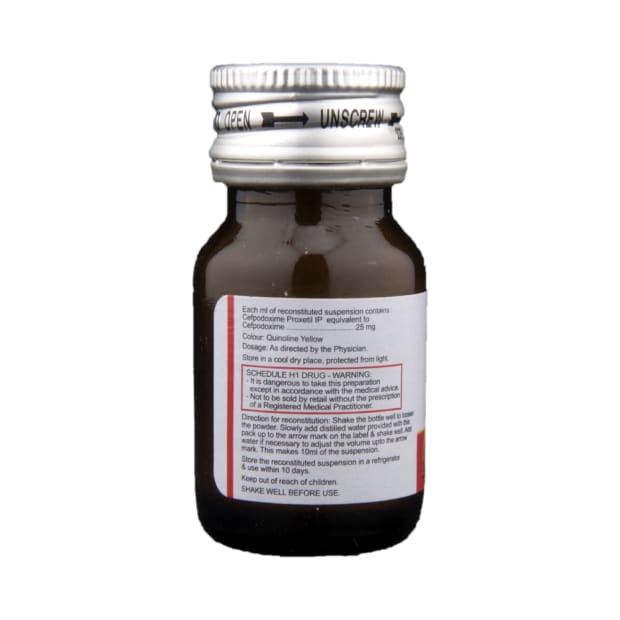 OPEN UNSCREW
Each ml of reconstituted suspension contains
Cefpodoxime Proxetil IP equivalent to
Cefpodoxime .............................. 25 mg
Colour: Quinoline Yellow
Dosage: As directed by the Physician.
Store in a cool dry place, protected from light.
SCHEDULE H1 DRUG - WARNING:
- It is dangerous to take this preparation
except in accordance with the medical advice.
- Not to be sold by retail without the prescription
of a Registered Medical Practitioner.
Direction for reconstitution: Shake the bottle well to loosen
the powder. Slowly add distilled water provided with this
pack up to the arrow mark on the label & shake well. Add
water if necessary to adjust the volume upto the arrow
mark. This makes 10ml of the suspension.
Store the reconstituted suspension in a refrigerator
& use within 10 days.
Keep out of reach of children.
SHAKE WELL BEFORE USE.